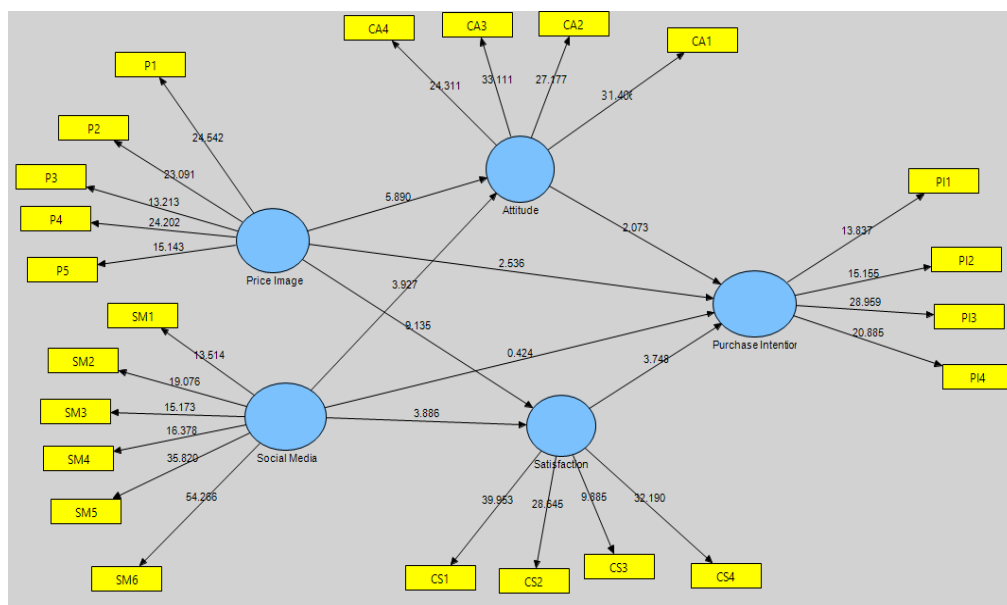 CA4
CA3
CA2
CA1
P1
24.311
33.111
27.177
P2
24.542
23.091
P3
13.213
P4
24.202
15.143
P5
Price Image
5.890
Attitude
2.073
PI1
13.837
PI2
15.155
2.536
3.927
28.959
PI3
20.885
Purchase Intention
PI4
SM1
9.135
13.514
0.424
3.748
SM2
19.076
SM3
15.173
3.886
SM4
16.378
Social Media
Satisfaction
SM5
35.820
54.266
SM6
39.953
28.645
9.885
32.190
CS1
CS2
CS3
CS4